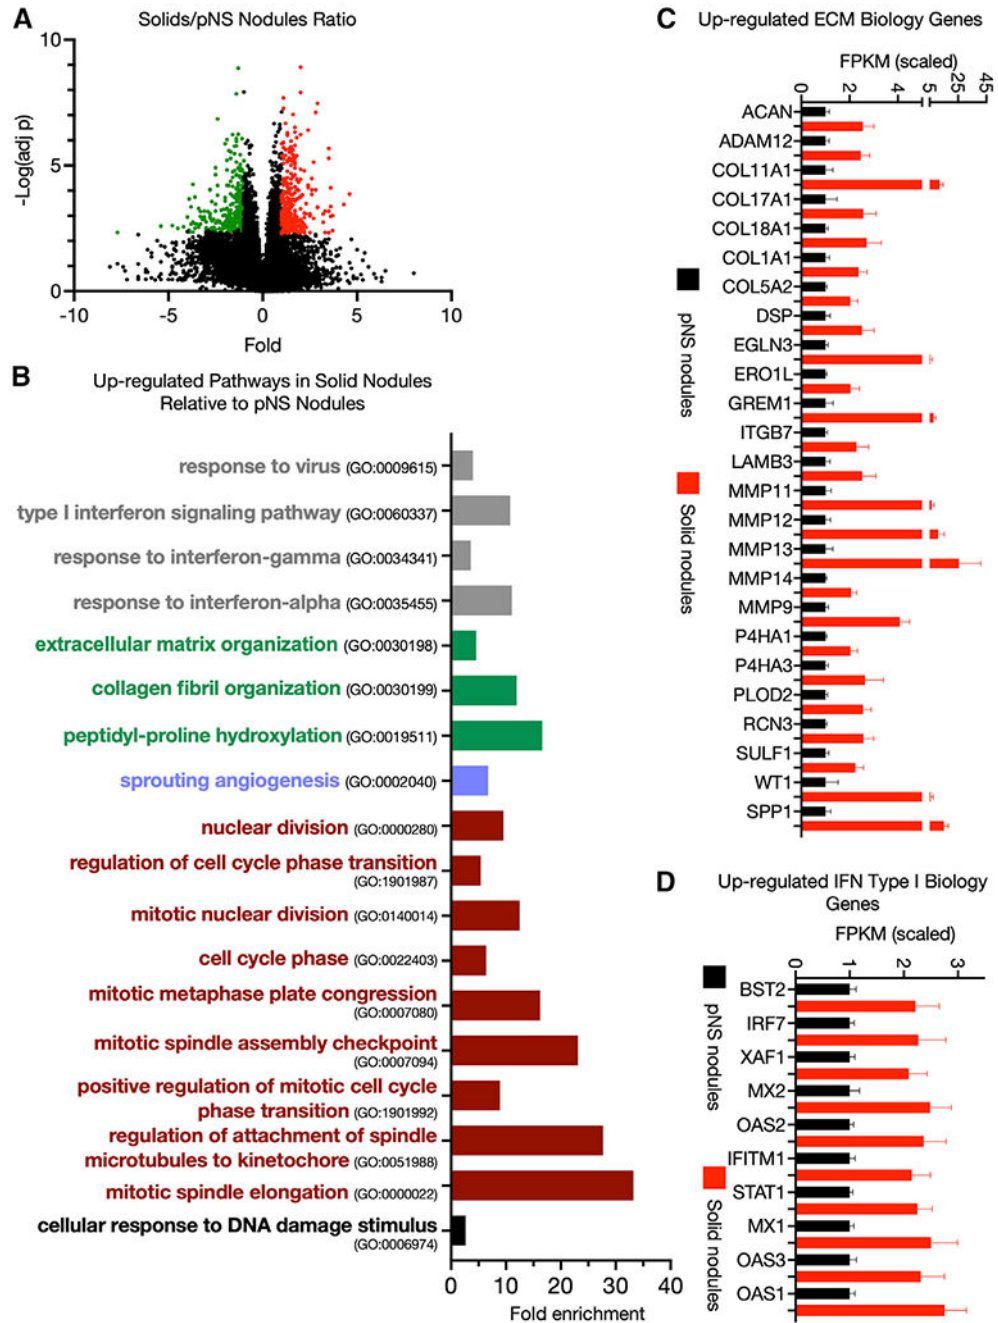 A
Solids/pNS Nodules Ratio
-Log(adj p)
10
5
0
-10
-5
0
5
10
Fold
B
Up-regulated Pathways in Solid Nodules
Relative to pNS Nodules
response to virus (GO:0009615)
type I interferon signaling pathway (GO:0060337)
response to interferon-gamma (GO:0034341)
response to interferon-alpha (GO:0035455)
extracellular matrix organization (GO:0030198)
collagen fibril organization (GO:0030199)
peptidyl-proline hydroxylation (GO:0019511)
sprouting angiogenesis (GO:0002040)
nuclear division (GO:0000280)
regulation of cell cycle phase transition
(GO:1901987)
mitotic nuclear division (GO:0140014)
cell cycle phase (GO:0022403)
mitotic metaphase plate congression
(GO:0007080)
mitotic spindle assembly checkpoint
(GO:0007094)
positive regulation of mitotic cell cycle
phase transition (GO:1901992)
regulation of attachment of spindle
microtubules to kinetochore (GO:0051988)
mitotic spindle elongation (GO:0000022)
cellular response to DNA damage stimulus
(GO:0006974)
0
10
20
30
40
Fold enrichment
C
Up-regulated ECM Biology Genes
FPKM (scaled)
0
2
4
5
25
45
ACAN
ADAM12
COL11A1
COL17A1
COL18A1
COL1A1
COL5A2
DSP
EGLN3
ERO1L
GREM1
ITGB7
LAMB3
MMP11
MMP12
MMP13
MMP14
MMP9
P4HA1
P4HA3
PLOD2
RCN3
SULF1
WT1
SPP1
pNS nodules
Solid nodules
D
Up-regulated IFN Type I Biology
Genes
FPKM (scaled)
0
1
2
3
BST2
IRF7
XAF1
MX2
OAS2
IFITM1
STAT1
MX1
OAS3
OAS1
pNS nodules
Solid nodules